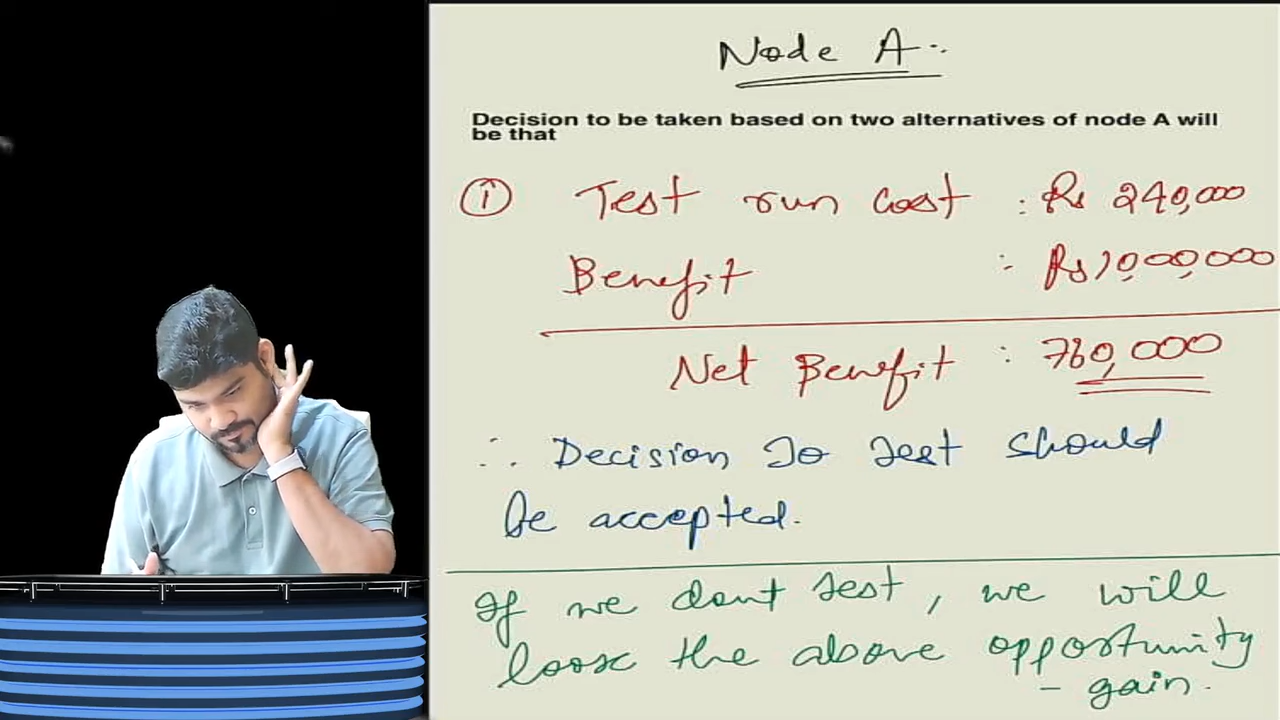 Node A..
Decision to be taken based on two alternatives of node A will
be that
① Test run cost : Rs 240,000
Benefit : Rs 10,00,000
Net Benefit : 760,000
∴ Decision To Test should
be accepted.
If we dont test, we will
loose the above opportunity
- gain.